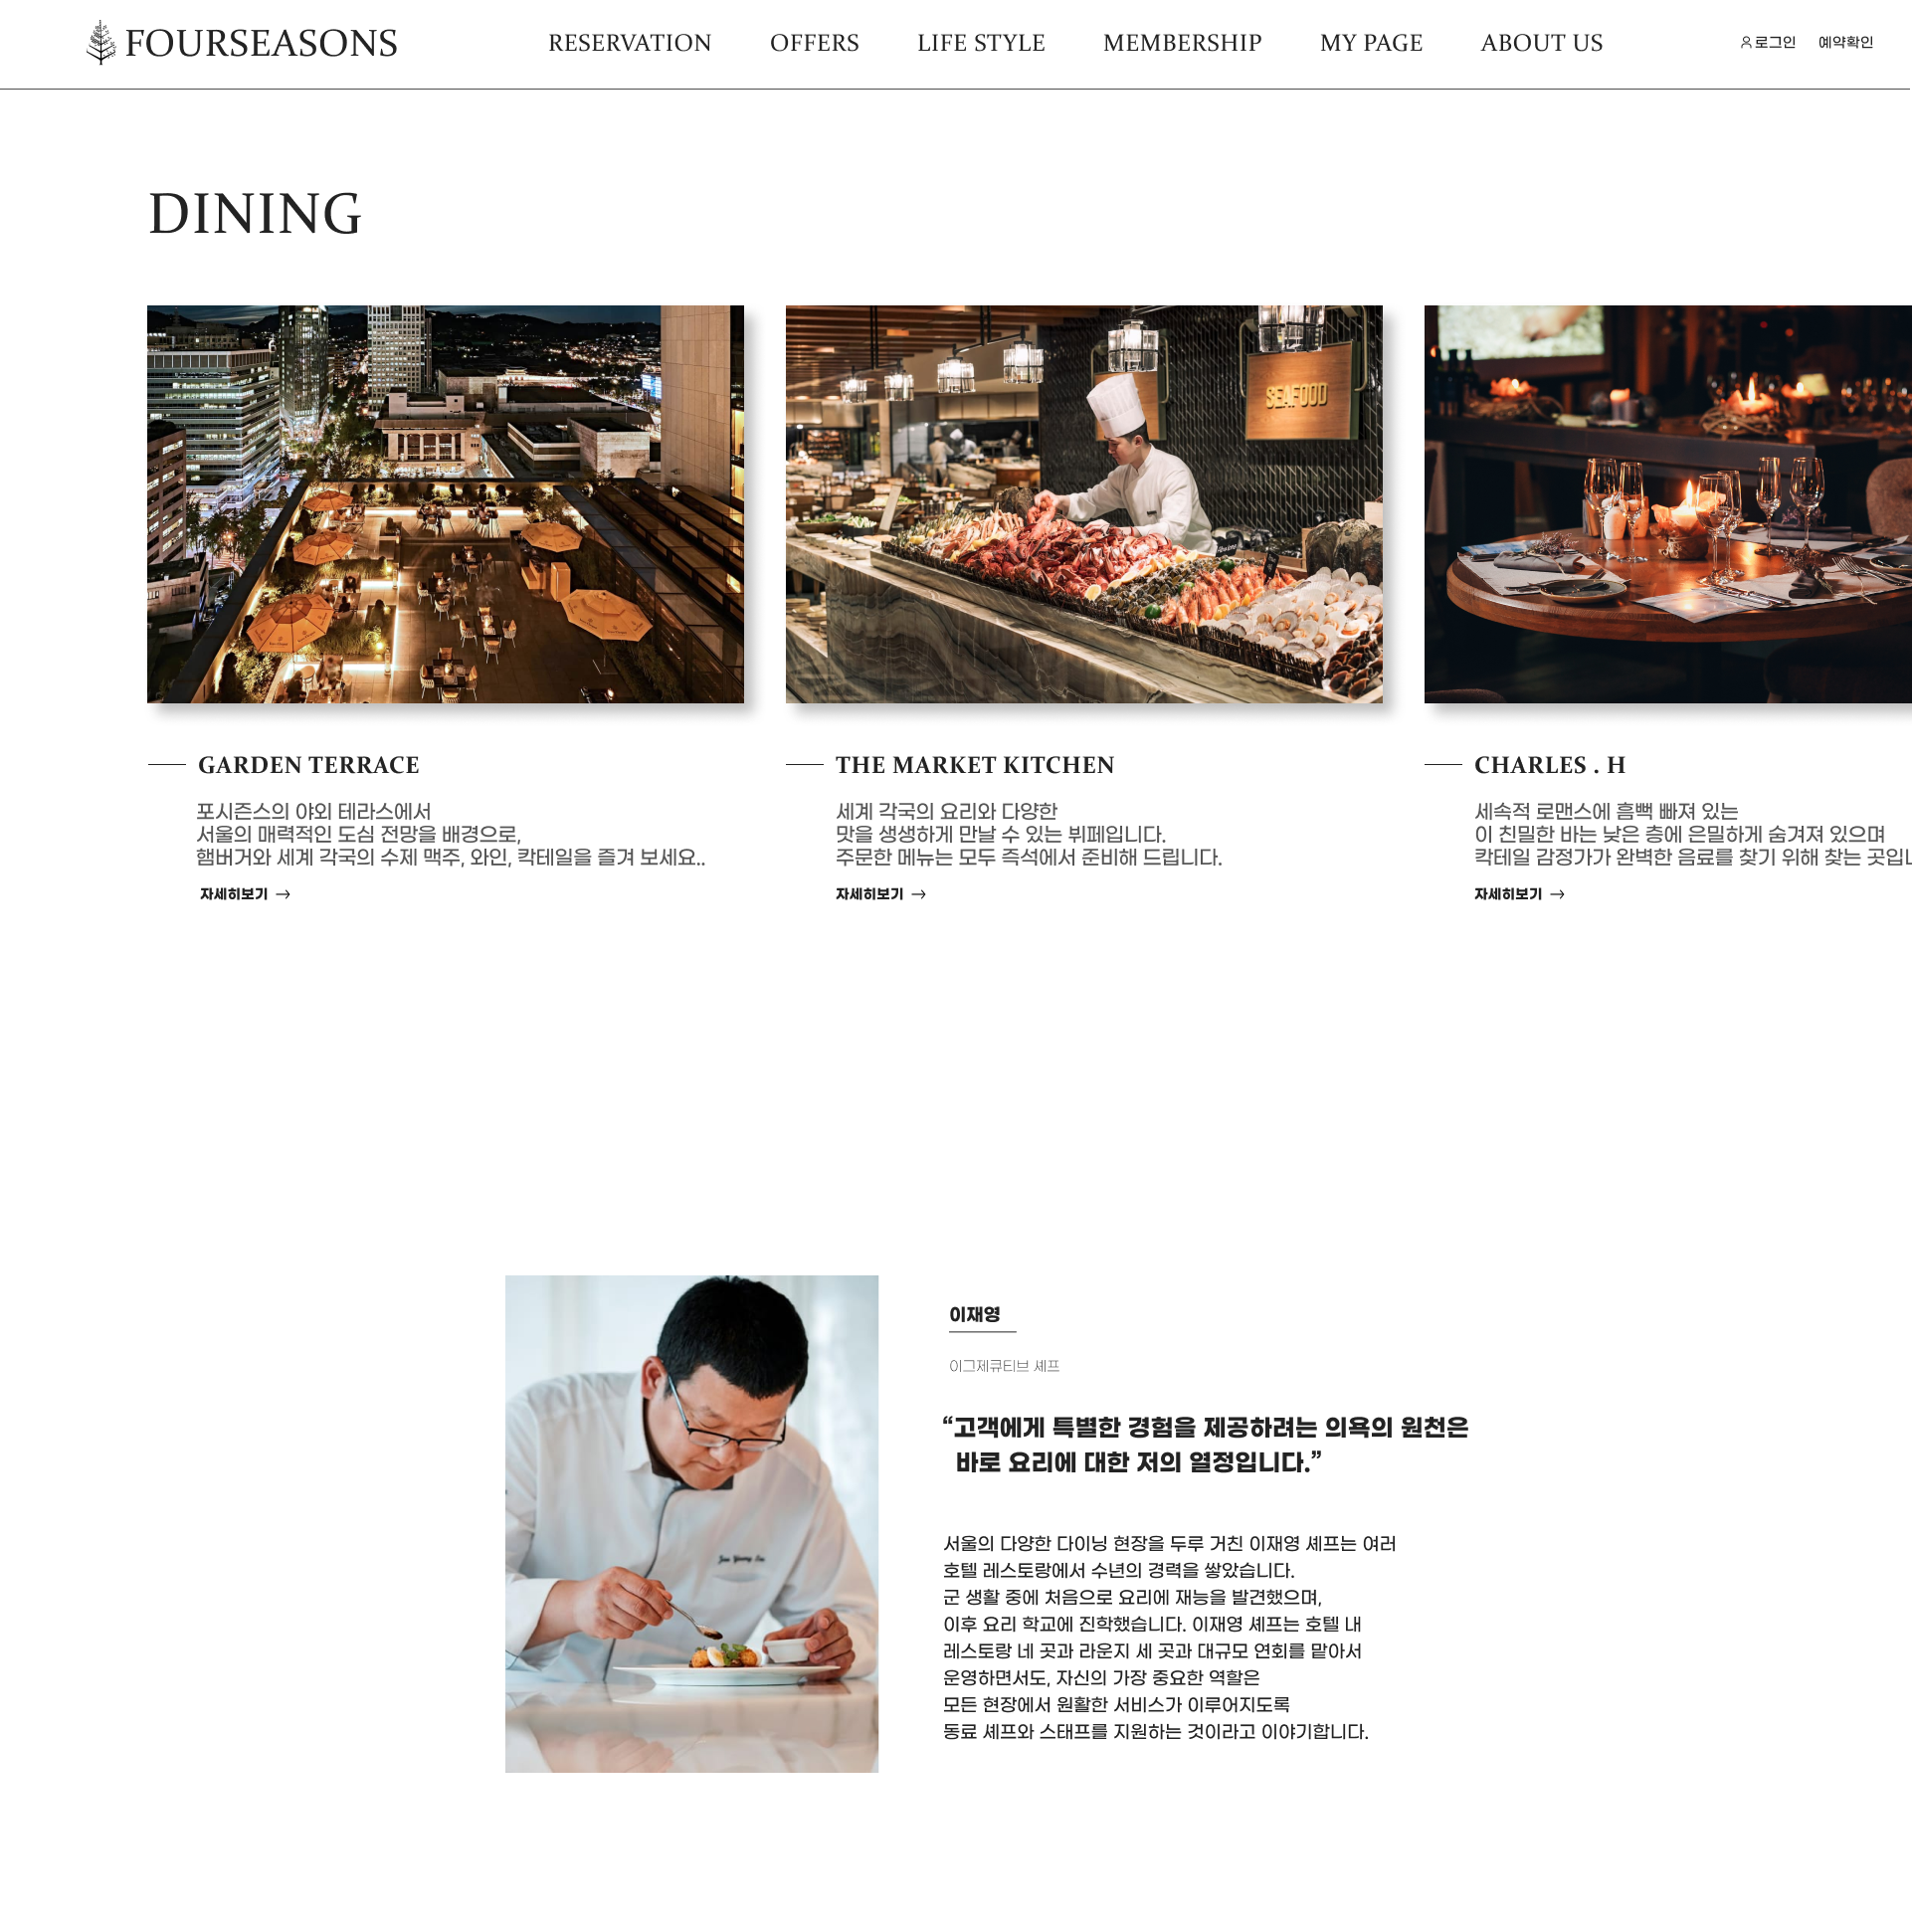 FOURSEASONS
RESERVATION
OFFERS
LIFE STYLE
MEMBERSHIP
MY PAGE
ABOUT US
로그인
예약확인
DINING
SEAFOOD
GARDEN TERRACE
포시즌스의 야외 테라스에서
서울의 매력적인 도심 전망을 배경으로,
햄버거와 세계 각국의 수제 맥주, 와인, 칵테일을 즐겨 보세요..
자세히보기
THE MARKET KITCHEN
세계 각국의 요리와 다양한
맛을 생생하게 만날 수 있는 뷔페입니다.
주문한 메뉴는 모두 즉석에서 준비해 드립니다.
자세히보기
CHARLES . H
세속적 로맨스에 흠뻑 빠져 있는
이 친밀한 바는 낮은 층에 은밀하게 숨겨져 있으며
칵테일 감정가가 완벽한 음료를 찾기 위해 찾는
자세히보기
이재영
이그제큐티브 셰프
“고객에게 특별한 경험을 제공하려는 의욕의 원천은
바로 요리에 대한 저의 열정입니다.”
서울의 다양한 다이닝 현장을 두루 거친 이재영 셰프는 여러
호텔 레스토랑에서 수년의 경력을 쌓았습니다.
군 생활 중에 처음으로 요리에 재능을 발견했으며,
이후 요리 학교에 진학했습니다. 이재영 셰프는 호텔 내
레스토랑 네 곳과 라운지 세 곳과 대규모 연회를 맡아서
운영하면서도, 자신의 가장 중요한 역할은
모든 현장에서 원활한 서비스가 이루어지도록
동료 셰프와 스태프를 지원하는 것이라고 이야기합니다.